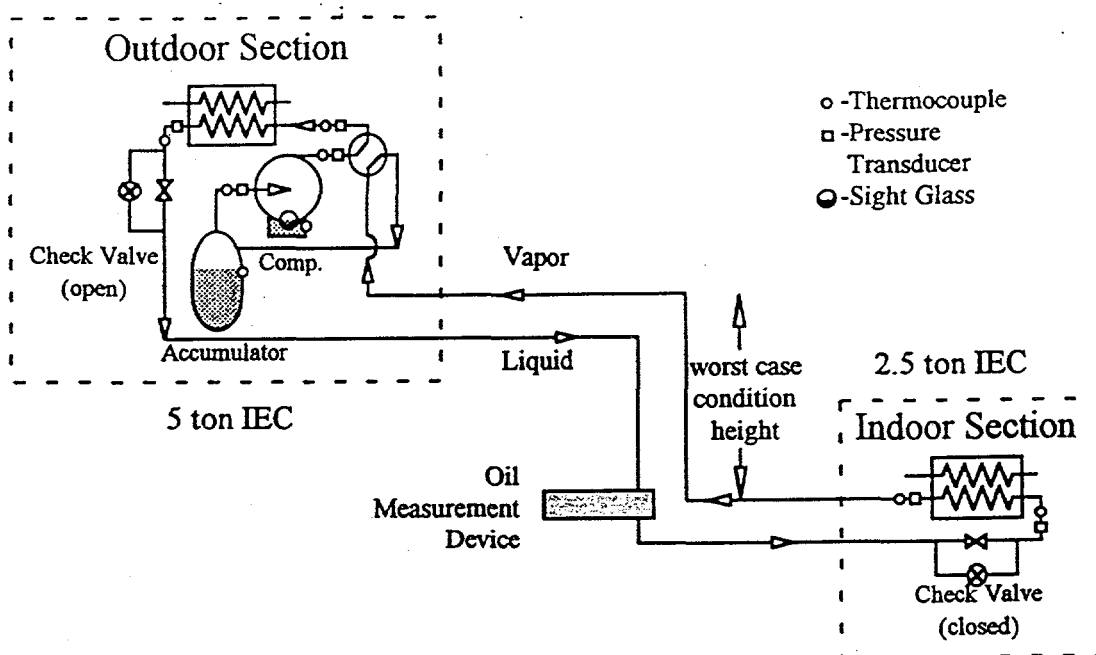 Outdoor Section
-Thermocouple
-Pressure
Transducer
-Sight Glass
Check Valve
(open)
Comp.
Accumulator
Vapor
Liquid
5 ton IEC
worst case
condition
height
2.5 ton IEC
Indoor Section
Oil
Measurement
Device
Check Valve
(closed)